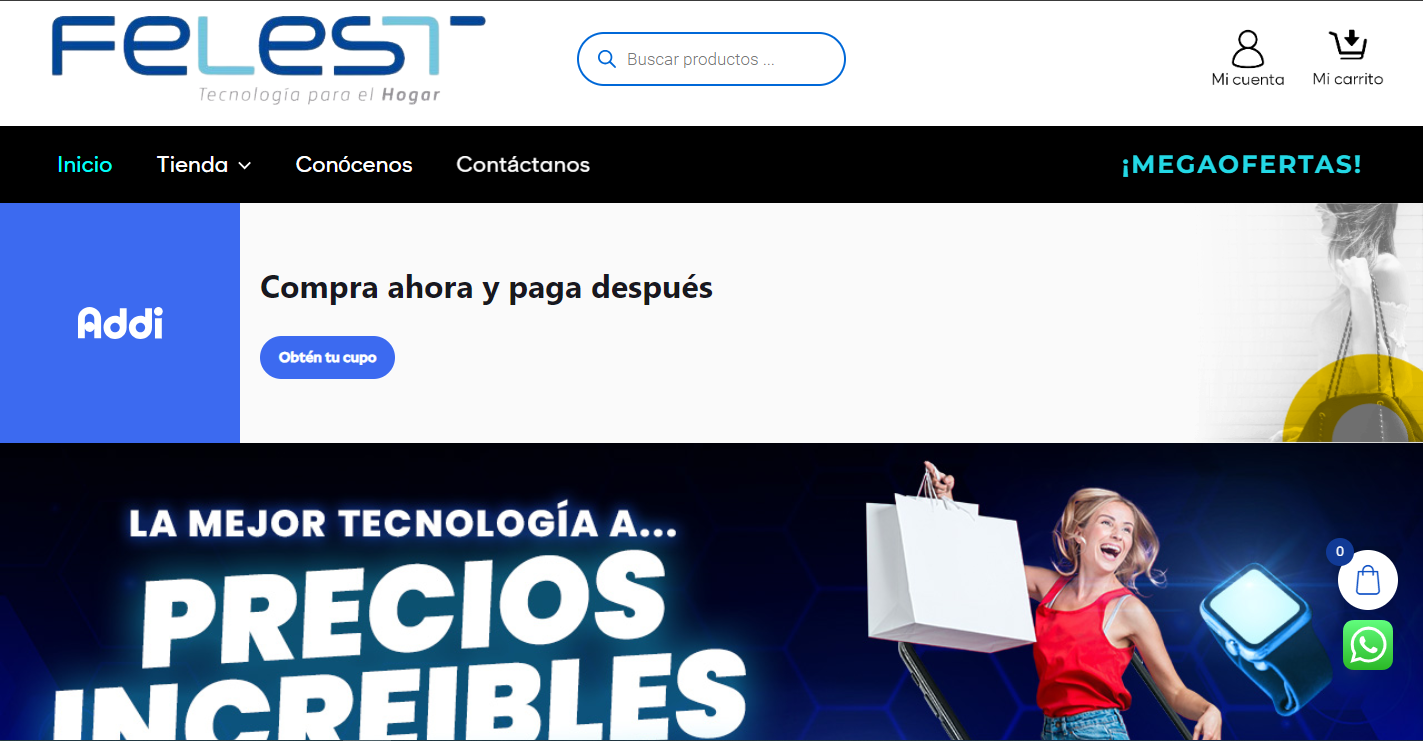 FELEST
Tecnología para el Hogar
Buscar productos ...
Mi cuenta
Mi carrito
Inicio
Tienda
Conócenos
Contáctanos
¡MEGAOFERTAS!
Addi
Compra ahora y paga después
Obtén tu cupo
LA MEJOR TECNOLOGÍA A...
PRECIOS
INCREIBLES
0